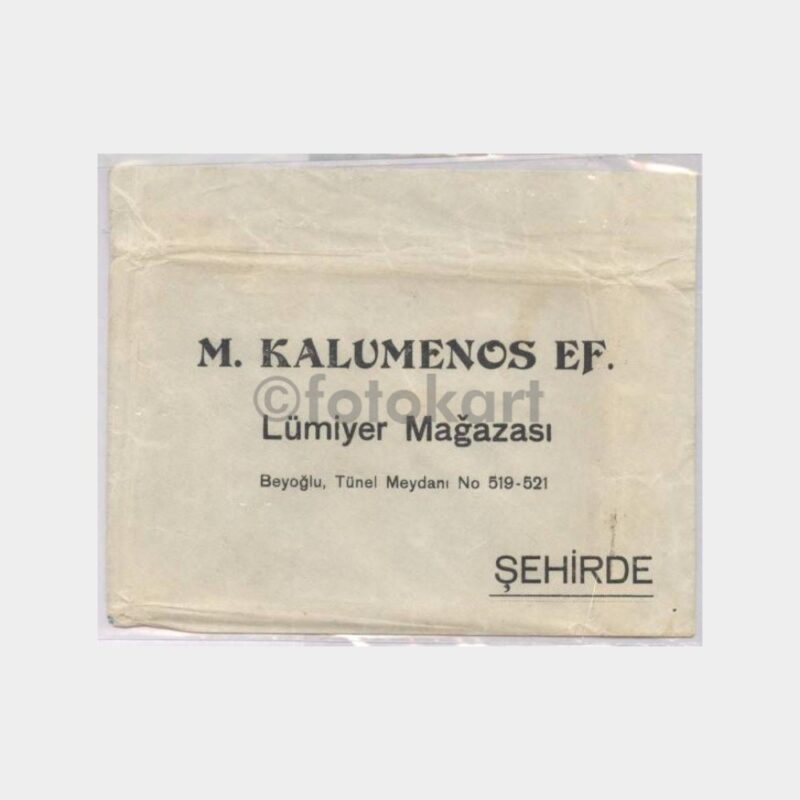 M. KALUMENOS EF.
©fotokart
Lümiyer Mağazası
Beyoğlu, Tünel Meydanı No 519-521
ŞEHİRDE